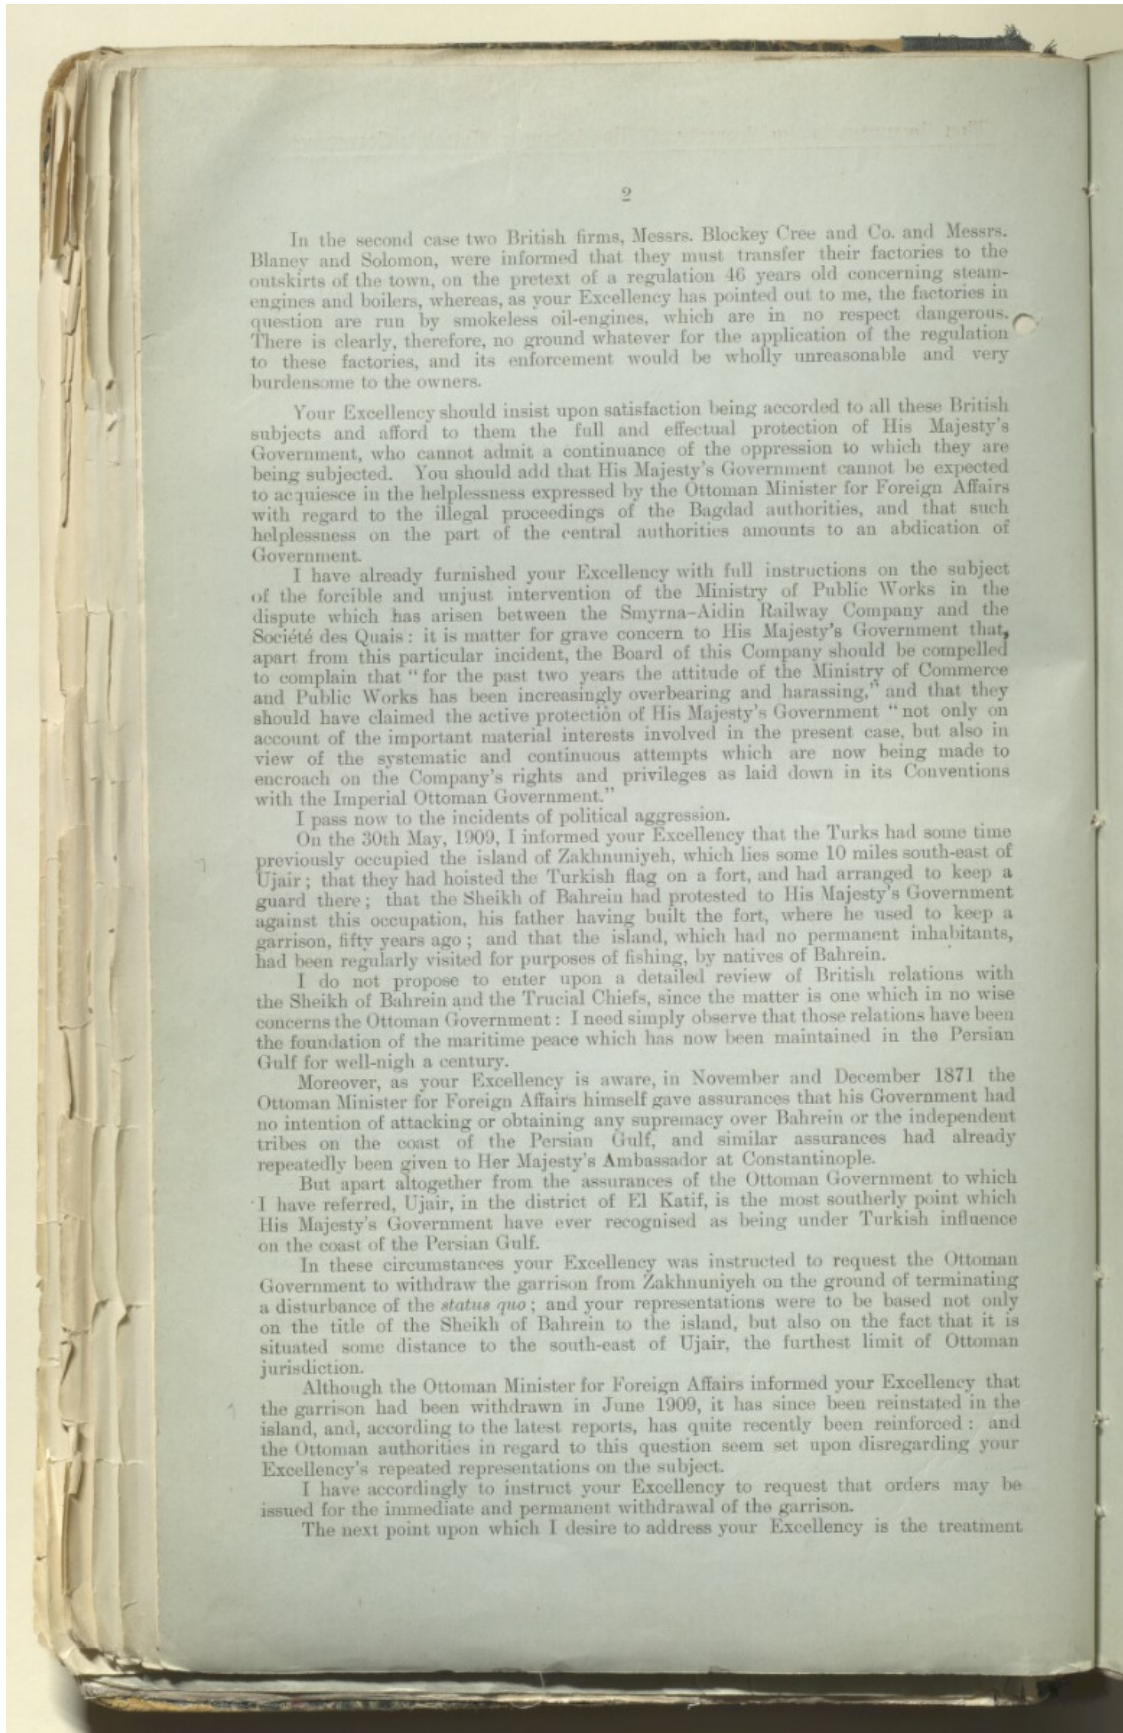 2
In the second case two British firms, Messrs. Blockey Cree and Co. and Messrs.
Blaney and Solomon, were informed that they must transfer their factories to the
outskirts of the town, on the pretext of a regulation 46 years old concerning steam-
engines and boilers, whereas, as your Excellency has pointed out to me, the factories in
question are run by smokeless oil-engines, which are in no respect dangerous.
There is clearly, therefore, no ground whatever for the application of the regulation
to these factories, and its enforcement would be wholly unreasonable and very
burdensome to the owners.
Your Excellency should insist upon satisfaction being accorded to all these British
subjects and afford to them the full and effectual protection of His Majesty's
Government, who cannot admit a continuance of the oppression to which they are
being subjected. You should add that His Majesty's Government cannot be expected
to acquiesce in the helplessness expressed by the Ottoman Minister for Foreign Affairs
with regard to the illegal proceedings of the Bagdad authorities, and that such
helplessness on the part of the central authorities amounts to an abdication of
Government.
I have already furnished your Excellency with full instructions on the subject
of the forcible and unjust intervention of the Ministry of Public Works in the
dispute which has arisen between the Smyrna-Aidin Railway Company and the
Société des Quais: it is matter for grave concern to His Majesty's Government that,
apart from this particular incident, the Board of this Company should be compelled
to complain that "for the past two years the attitude of the Ministry of Commerce
and Public Works has been increasingly overbearing and harassing," and that they
should have claimed the active protection of His Majesty's Government "not only on
account of the important material interests involved in the present case, but also in
view of the systematic and continuous attempts which are now being made to
encroach on the Company's rights and privileges as laid down in its Conventions
with the Imperial Ottoman Government."
I pass now to the incidents of political aggression.
On the 30th May, 1909, I informed your Excellency that the Turks had some time
previously occupied the island of Zakhnuniyeh, which lies some 10 miles south-east of
Ujair; that they had hoisted the Turkish flag on a fort, and had arranged to keep a
guard there; that the Sheikh of Bahrein had protested to His Majesty's Government
against this occupation, his father having built the fort, where he used to keep a
garrison, fifty years ago; and that the island, which had no permanent inhabitants,
had been regularly visited for purposes of fishing, by natives of Bahrein.
I do not propose to enter upon a detailed review of British relations with
the Sheikh of Bahrein and the Trucial Chiefs, since the matter is one which in no wise
concerns the Ottoman Government: I need simply observe that those relations have been
the foundation of the maritime peace which has now been maintained in the Persian
Gulf for well-nigh a century.
Moreover, as your Excellency is aware, in November and December 1871 the
Ottoman Minister for Foreign Affairs himself gave assurances that his Government had
no intention of attacking or obtaining any supremacy over Bahrein or the independent
tribes on the coast of the Persian Gulf, and similar assurances had already
repeatedly been given to Her Majesty's Ambassador at Constantinople.
But apart altogether from the assurances of the Ottoman Government to which
I have referred, Ujair, in the district of El Katif, is the most southerly point which
His Majesty's Government have ever recognised as being under Turkish influence
on the coast of the Persian Gulf.
In these circumstances your Excellency was instructed to request the Ottoman
Government to withdraw the garrison from Zakhnuniyeh on the ground of terminating
a disturbance of the status quo; and your representations were to be based not only
on the title of the Sheikh of Bahrein to the island, but also on the fact that it is
situated some distance to the south-east of Ujair, the furthest limit of Ottoman
jurisdiction.
Although the Ottoman Minister for Foreign Affairs informed your Excellency that
the garrison had been withdrawn in June 1909, it has since been reinstated in the
island, and, according to the latest reports, has quite recently been reinforced: and
the Ottoman authorities in regard to this question seem set upon disregarding your
Excellency's repeated representations on the subject.
I have accordingly to instruct your Excellency to request that orders may be
issued for the immediate and permanent withdrawal of the garrison.
The next point upon which I desire to address your Excellency is the treatment